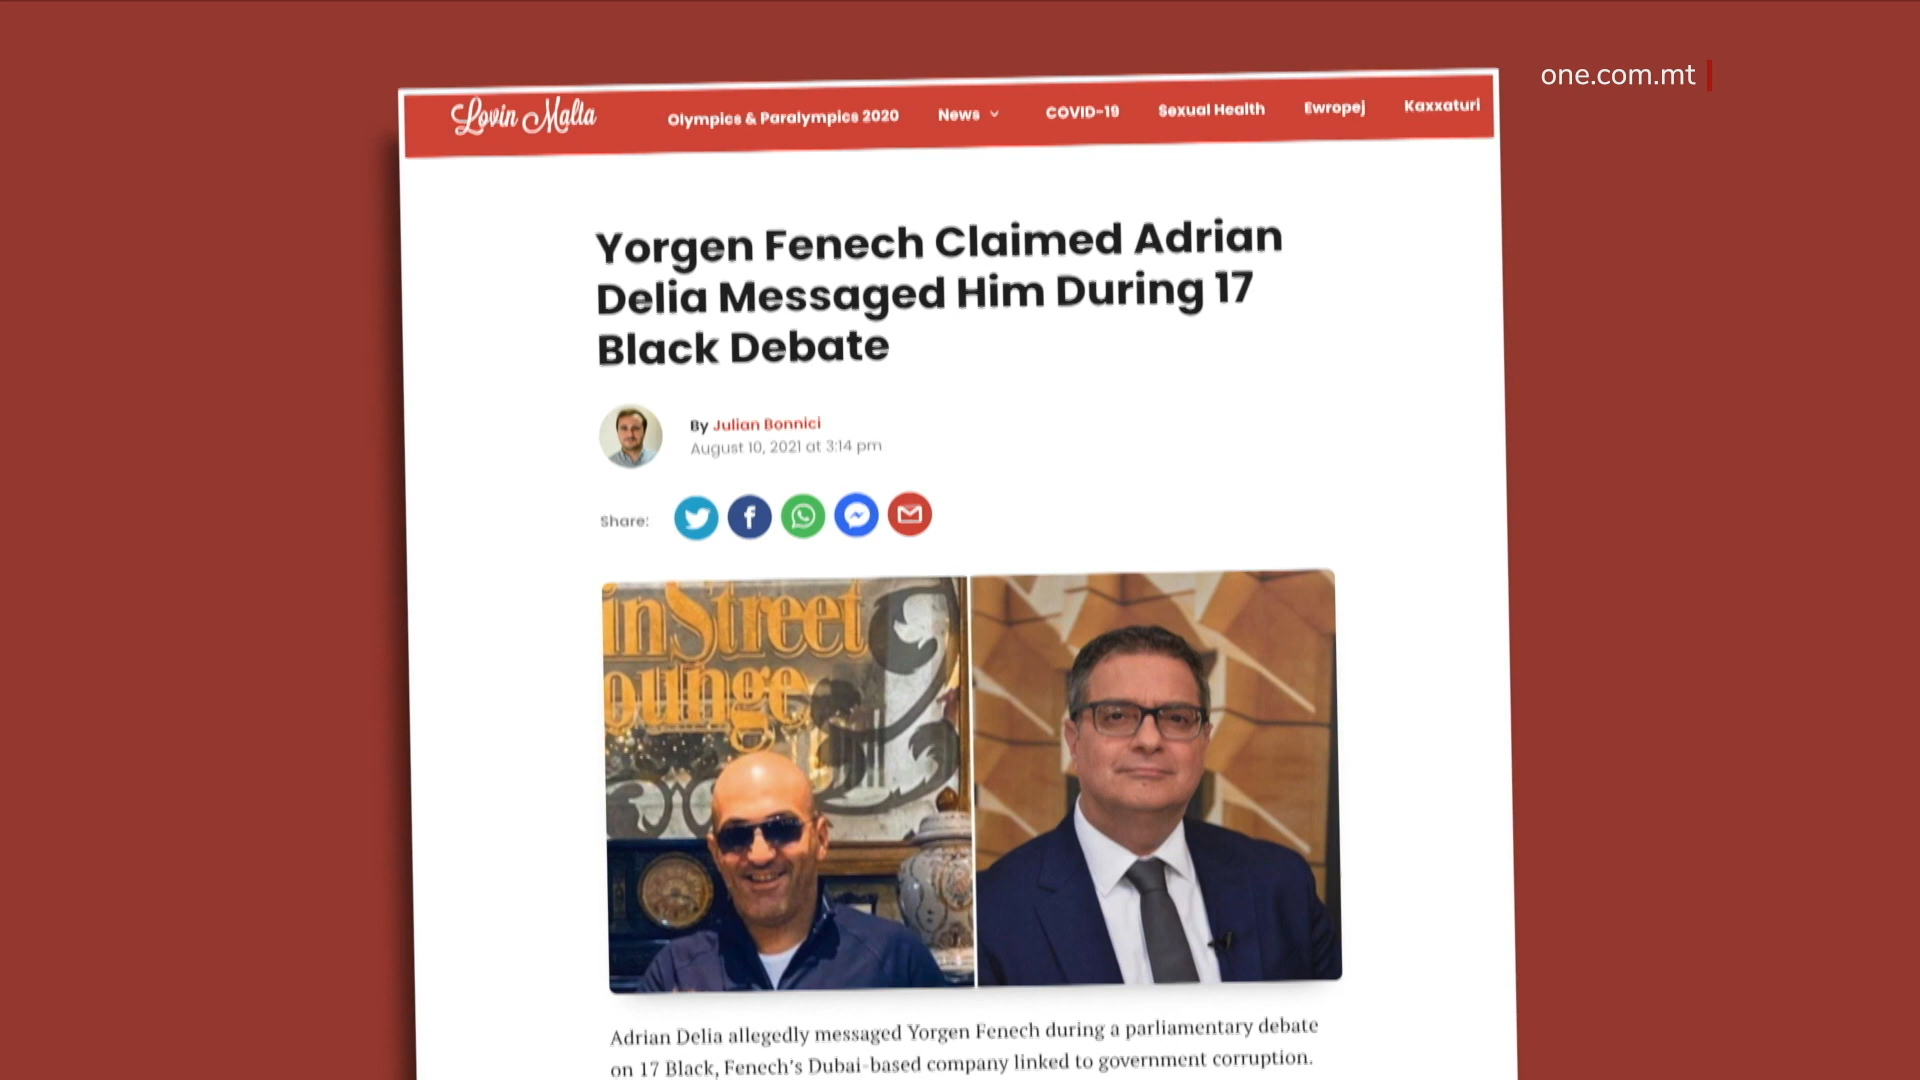 one.com.mt
Lovin Malta
Olympics & Paralympics 2020 News COVID-19 Sexual Health Ewropej Kaxxaturi
Yorgen Fenech Claimed Adrian
Delia Messaged Him During 17
Black Debate
By Julian Bonnici
August 10, 2021 at 3:14 pm
Share:
inStreet
ounge
Adrian Delia allegedly messaged Yorgen Fenech during a parliamentary debate
on 17 Black, Fenech's Dubai-based company linked to government corruption.